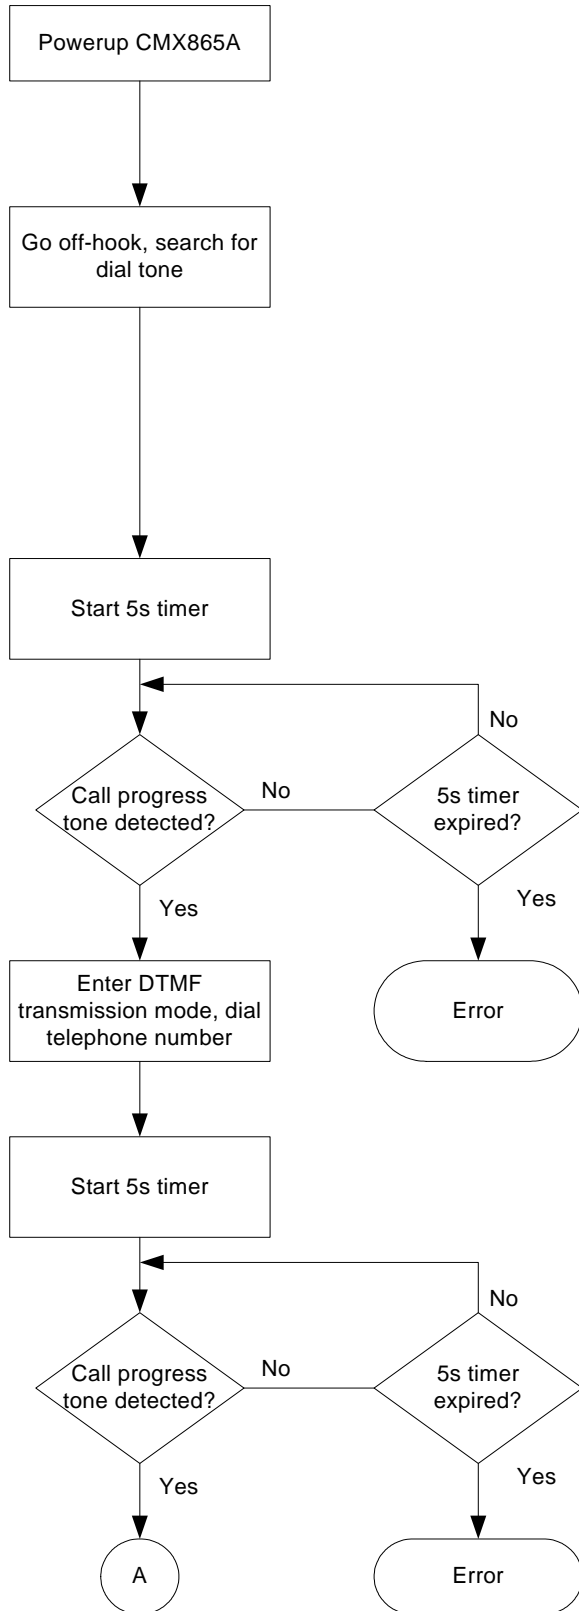 Powerup CMX865A
Go off-hook, search for
dial tone
Start 5s timer
No
Call progress
tone detected?
No
5s timer
expired?
Yes
Yes
Enter DTMF
transmission mode, dial
telephone number
Error
Start 5s timer
No
Call progress
tone detected?
No
5s timer
expired?
Yes
Yes
A
Error